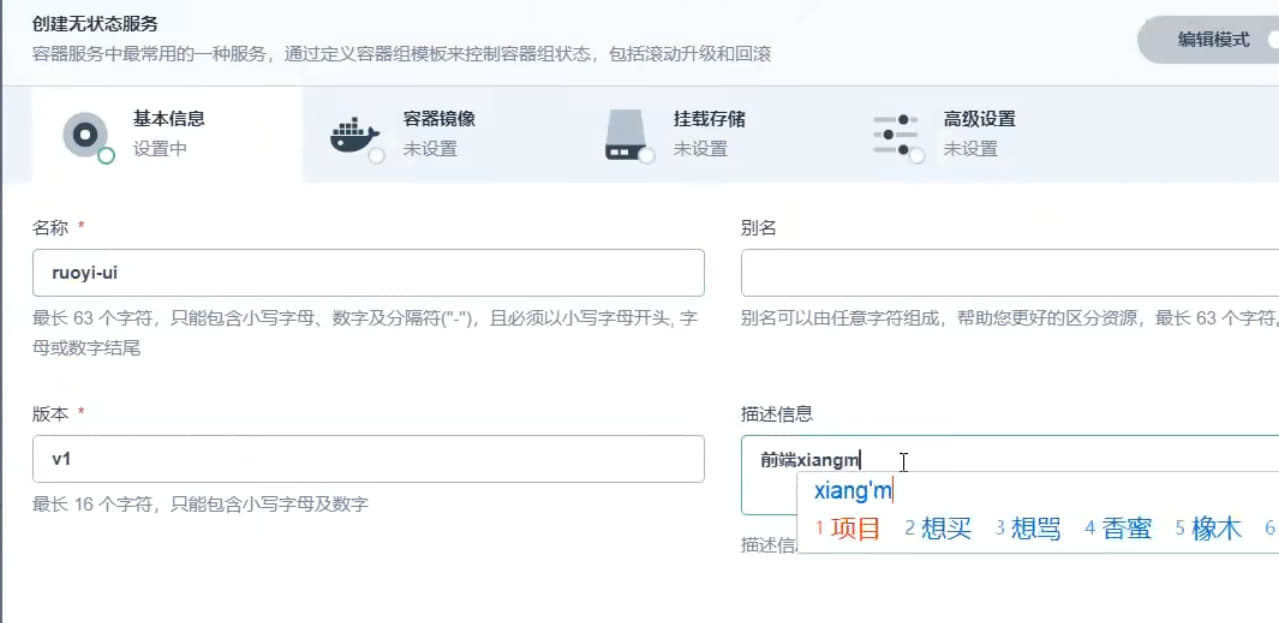 创建无状态服务
容器服务中最常用的一种服务，通过定义容器组模板来控制容器组状态，包括滚动升级和回滚
编辑模式
基本信息
设置中
容器镜像
未设置
挂载存储
未设置
高级设置
未设置
名称 *
ruoyi-ui
最长 63 个字符，只能包含小写字母、数字及分隔符("-")，且必须以小写字母开头, 字
母或数字结尾
别名
别名可以由任意字符组成，帮助您更好的区分资源，最长 63 个字符
版本 *
v1
最长 16 个字符，只能包含小写字母及数字
描述信息
前端xiangm
xiang'm
1 项目 2 想买 3 想骂 4 香蜜 5 橡木 6
描述信